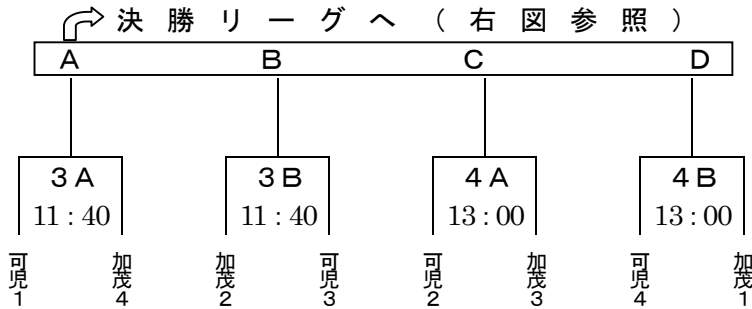 決勝リーグへ（右図参照）
A B C D
3A 3B 4A 4B
11:40 11:40 13:00 13:00
可児1 加茂4 加茂2 可児3 可児2 加茂3 可児4 加茂1